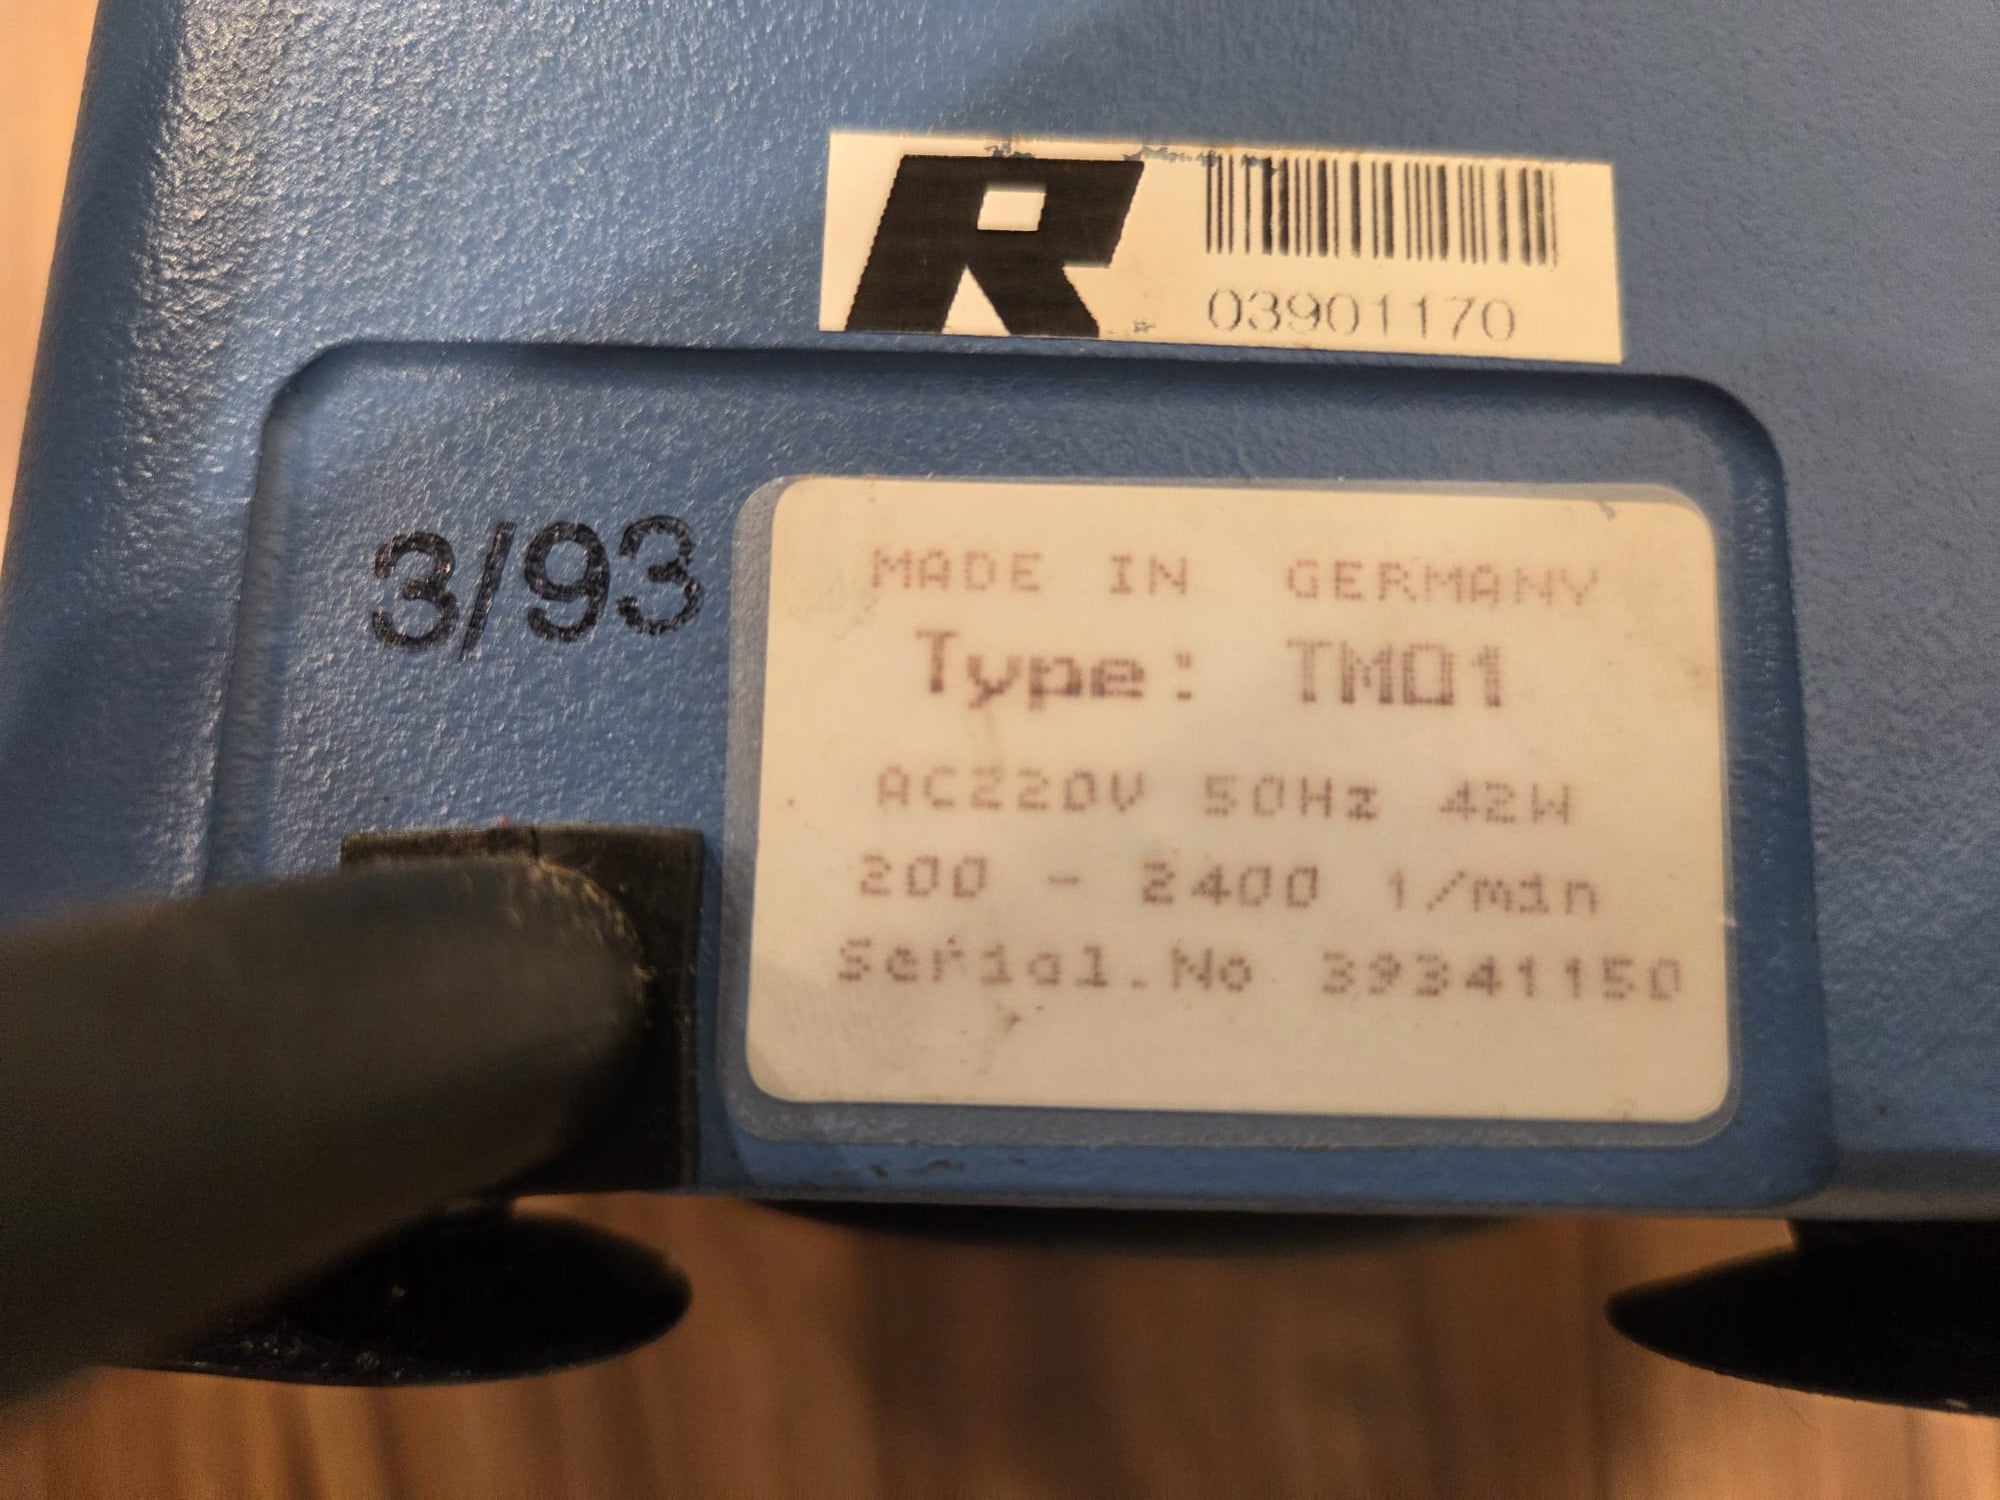 R
03901170
3/93
MADE IN GERMANY
Type: TM01
AC220V 50Hz 42W
200 - 2400 1/min
Serial.No 39341150